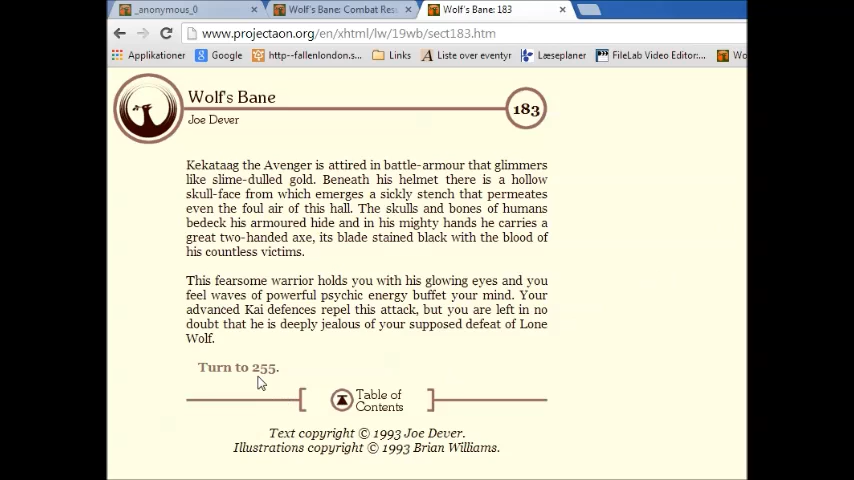 _anonymous_0
Wolf's Bane: Combat Res
Wolf's Bane: 183
www.projectaon.org/en/xhtml/lw/19wb/sect183.htm
Applikationer
Google
http--fallenlondon.s...
Links
Liste over eventyr
Læseplaner
FileLab Video Editor:...
Wo
Wolf's Bane
183
Joe Dever
Kekataag the Avenger is attired in battle-armour that glimmers
like slime-dulled gold. Beneath his helmet there is a hollow
skull-face from which emerges a sickly stench that permeates
even the foul air of this hall. The skulls and bones of humans
bedeck his armoured hide and in his mighty hands he carries a
great two-handed axe, its blade stained black with the blood of
his countless victims.
This fearsome warrior holds you with his glowing eyes and you
feel waves of powerful psychic energy buffet your mind. Your
advanced Kai defences repel this attack, but you are left in no
doubt that he is deeply jealous of your supposed defeat of Lone
Wolf.
Turn to 255.
Table of
Contents
Text copyright © 1993 Joe Dever.
Illustrations copyright © 1993 Brian Williams.